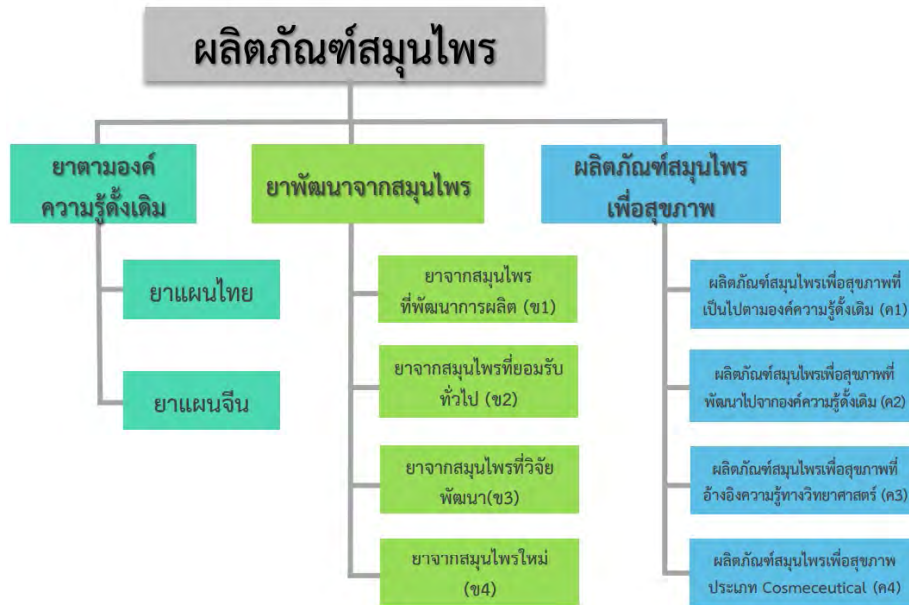 ผลิตภัณฑ์สมุนไพร
ยาตามองค์
ความรู้ดั้งเดิม
ยาแผนไทย
ยาแผนจีน
ยาพัฒนาจากสมุนไพร
ยาจากสมุนไพร
ที่พัฒนาการผลิต (ข1)
ยาจากสมุนไพรที่ยอมรับ
ทั่วไป (ข2)
ยาจากสมุนไพรที่วิจัย
พัฒนา(ข3)
ยาจากสมุนไพรใหม่
(ข4)
ผลิตภัณฑ์สมุนไพร
เพื่อสุขภาพ
ผลิตภัณฑ์สมุนไพรเพื่อสุขภาพที่
เป็นไปตามองค์ความรู้ดั้งเดิม (ค1)
ผลิตภัณฑ์สมุนไพรเพื่อสุขภาพที่
พัฒนาไปจากองค์ความรู้ดั้งเดิม (ค2)
ผลิตภัณฑ์สมุนไพรเพื่อสุขภาพที่
อ้างอิงความรู้ทางวิทยาศาสตร์ (ค3)
ผลิตภัณฑ์สมุนไพรเพื่อสุขภาพ
ประเภท Cosmeceutical (ค4)